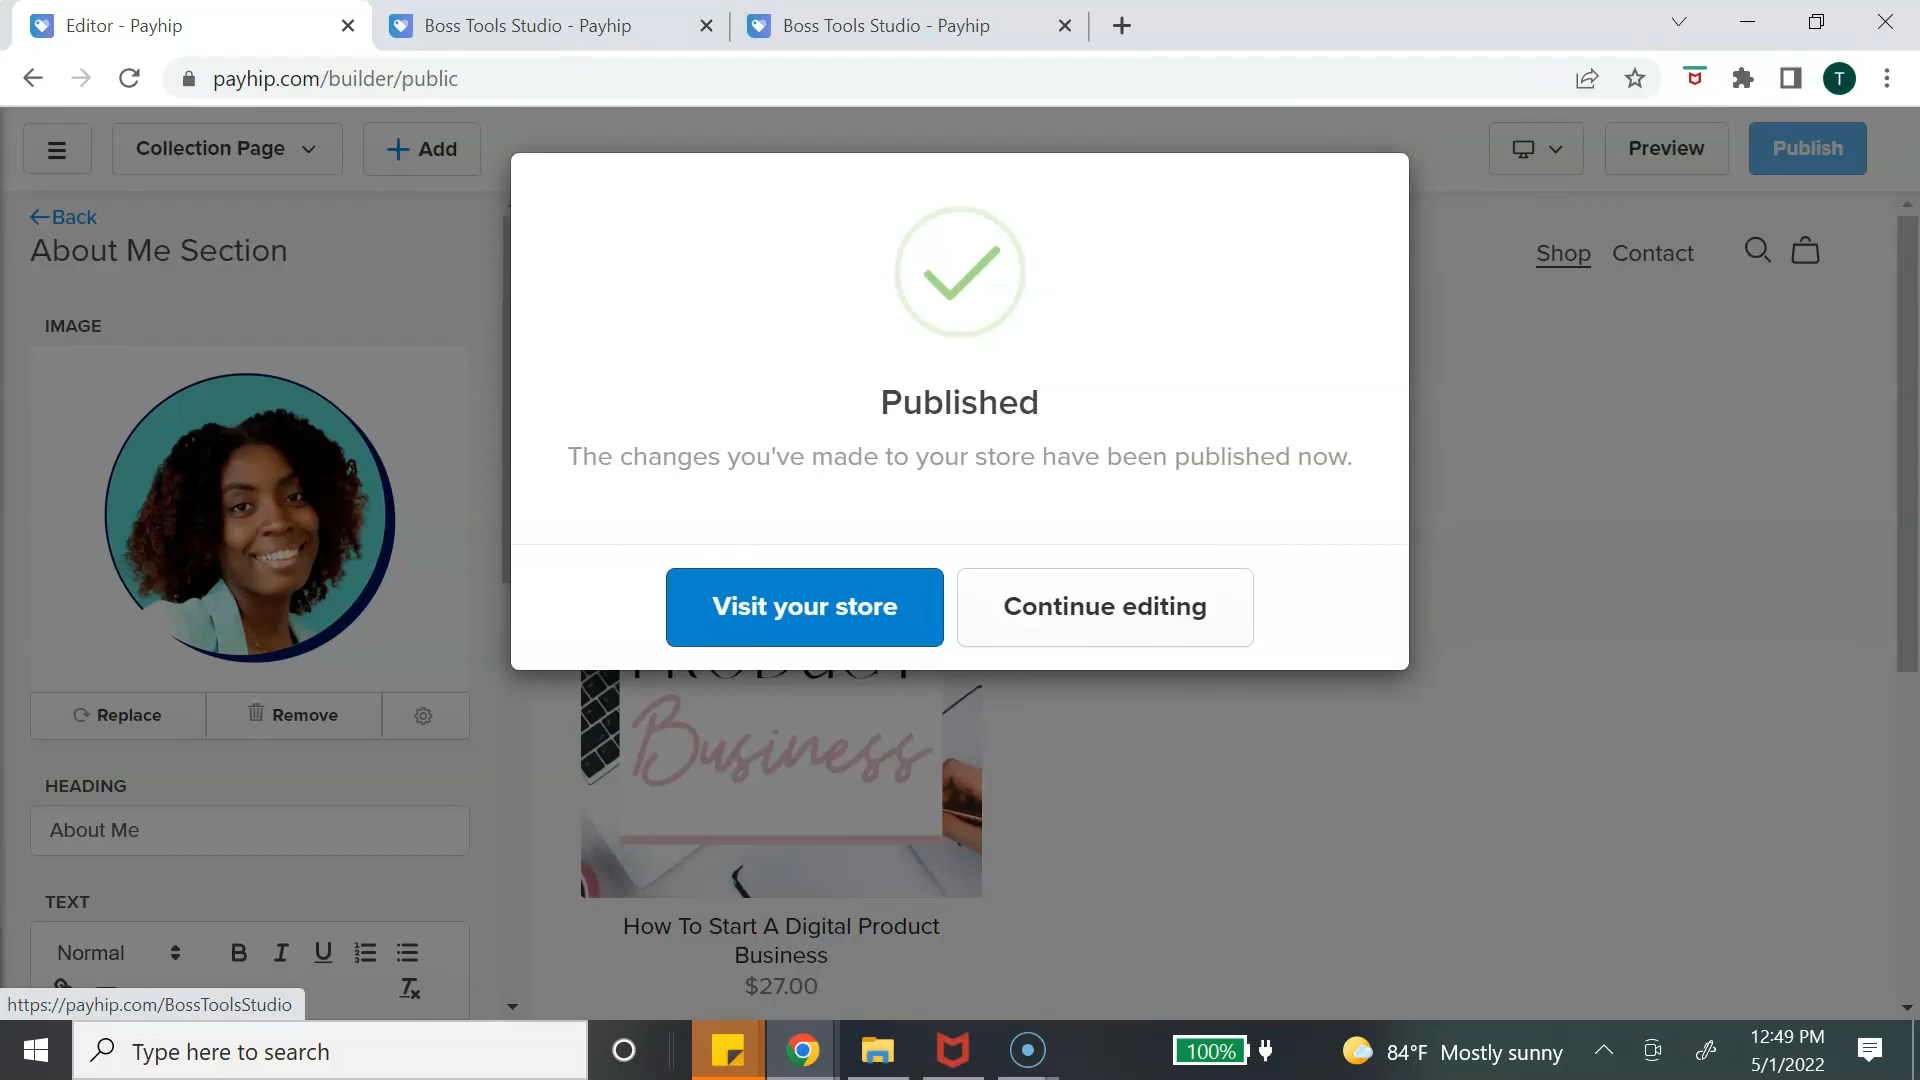 Editor - Payhip
Boss Tools Studio - Payhip
Boss Tools Studio - Payhip
payhip.com/builder/public
T
Collection Page
Add
Preview
Publish
Back
About Me Section
Shop
Contact
IMAGE
Published
The changes you've made to your store have been published now.
Visit your store
Continue editing
Replace
Remove
HEADING
About Me
TEXT
Normal
B I U
Business
How To Start A Digital Product
Business
$27.00
https://payhip.com/BossToolsStudio
Type here to search
100%
84°F Mostly sunny
12:49 PM
5/1/2022